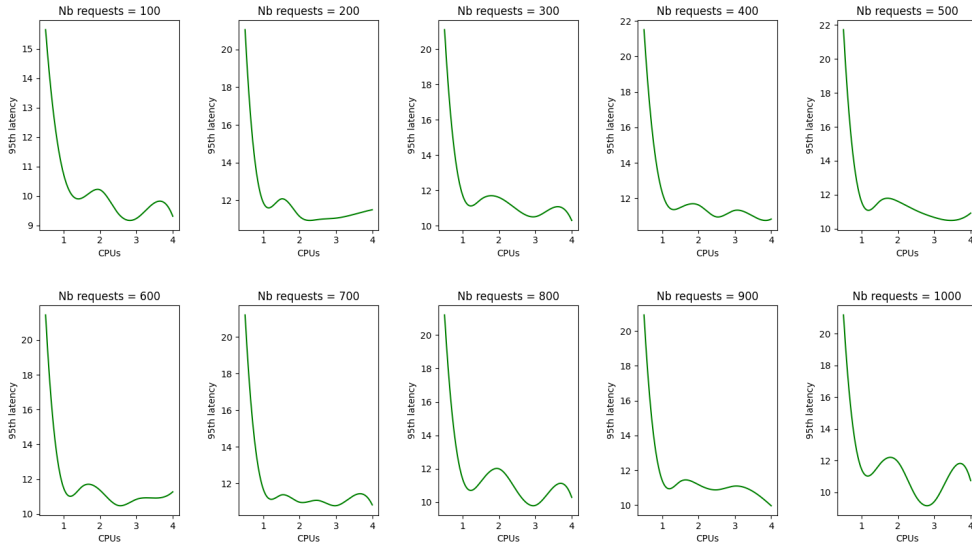 Nb requests = 100
95th latency
15
14
13
12
11
10
9
1 2 3 4
CPUs
Nb requests = 200
95th latency
20
18
16
14
12
1 2 3 4
CPUs
Nb requests = 300
95th latency
20
18
16
14
12
10
1 2 3 4
CPUs
Nb requests = 400
95th latency
22
20
18
16
14
12
1 2 3 4
CPUs
Nb requests = 500
95th latency
22
20
18
16
14
12
10
1 2 3 4
CPUs
Nb requests = 600
95th latency
20
18
16
14
12
10
1 2 3 4
CPUs
Nb requests = 700
95th latency
20
18
16
14
12
1 2 3 4
CPUs
Nb requests = 800
95th latency
20
18
16
14
12
10
1 2 3 4
CPUs
Nb requests = 900
95th latency
20
18
16
14
12
10
1 2 3 4
CPUs
Nb requests = 1000
95th latency
20
18
16
14
12
10
1 2 3 4
CPUs